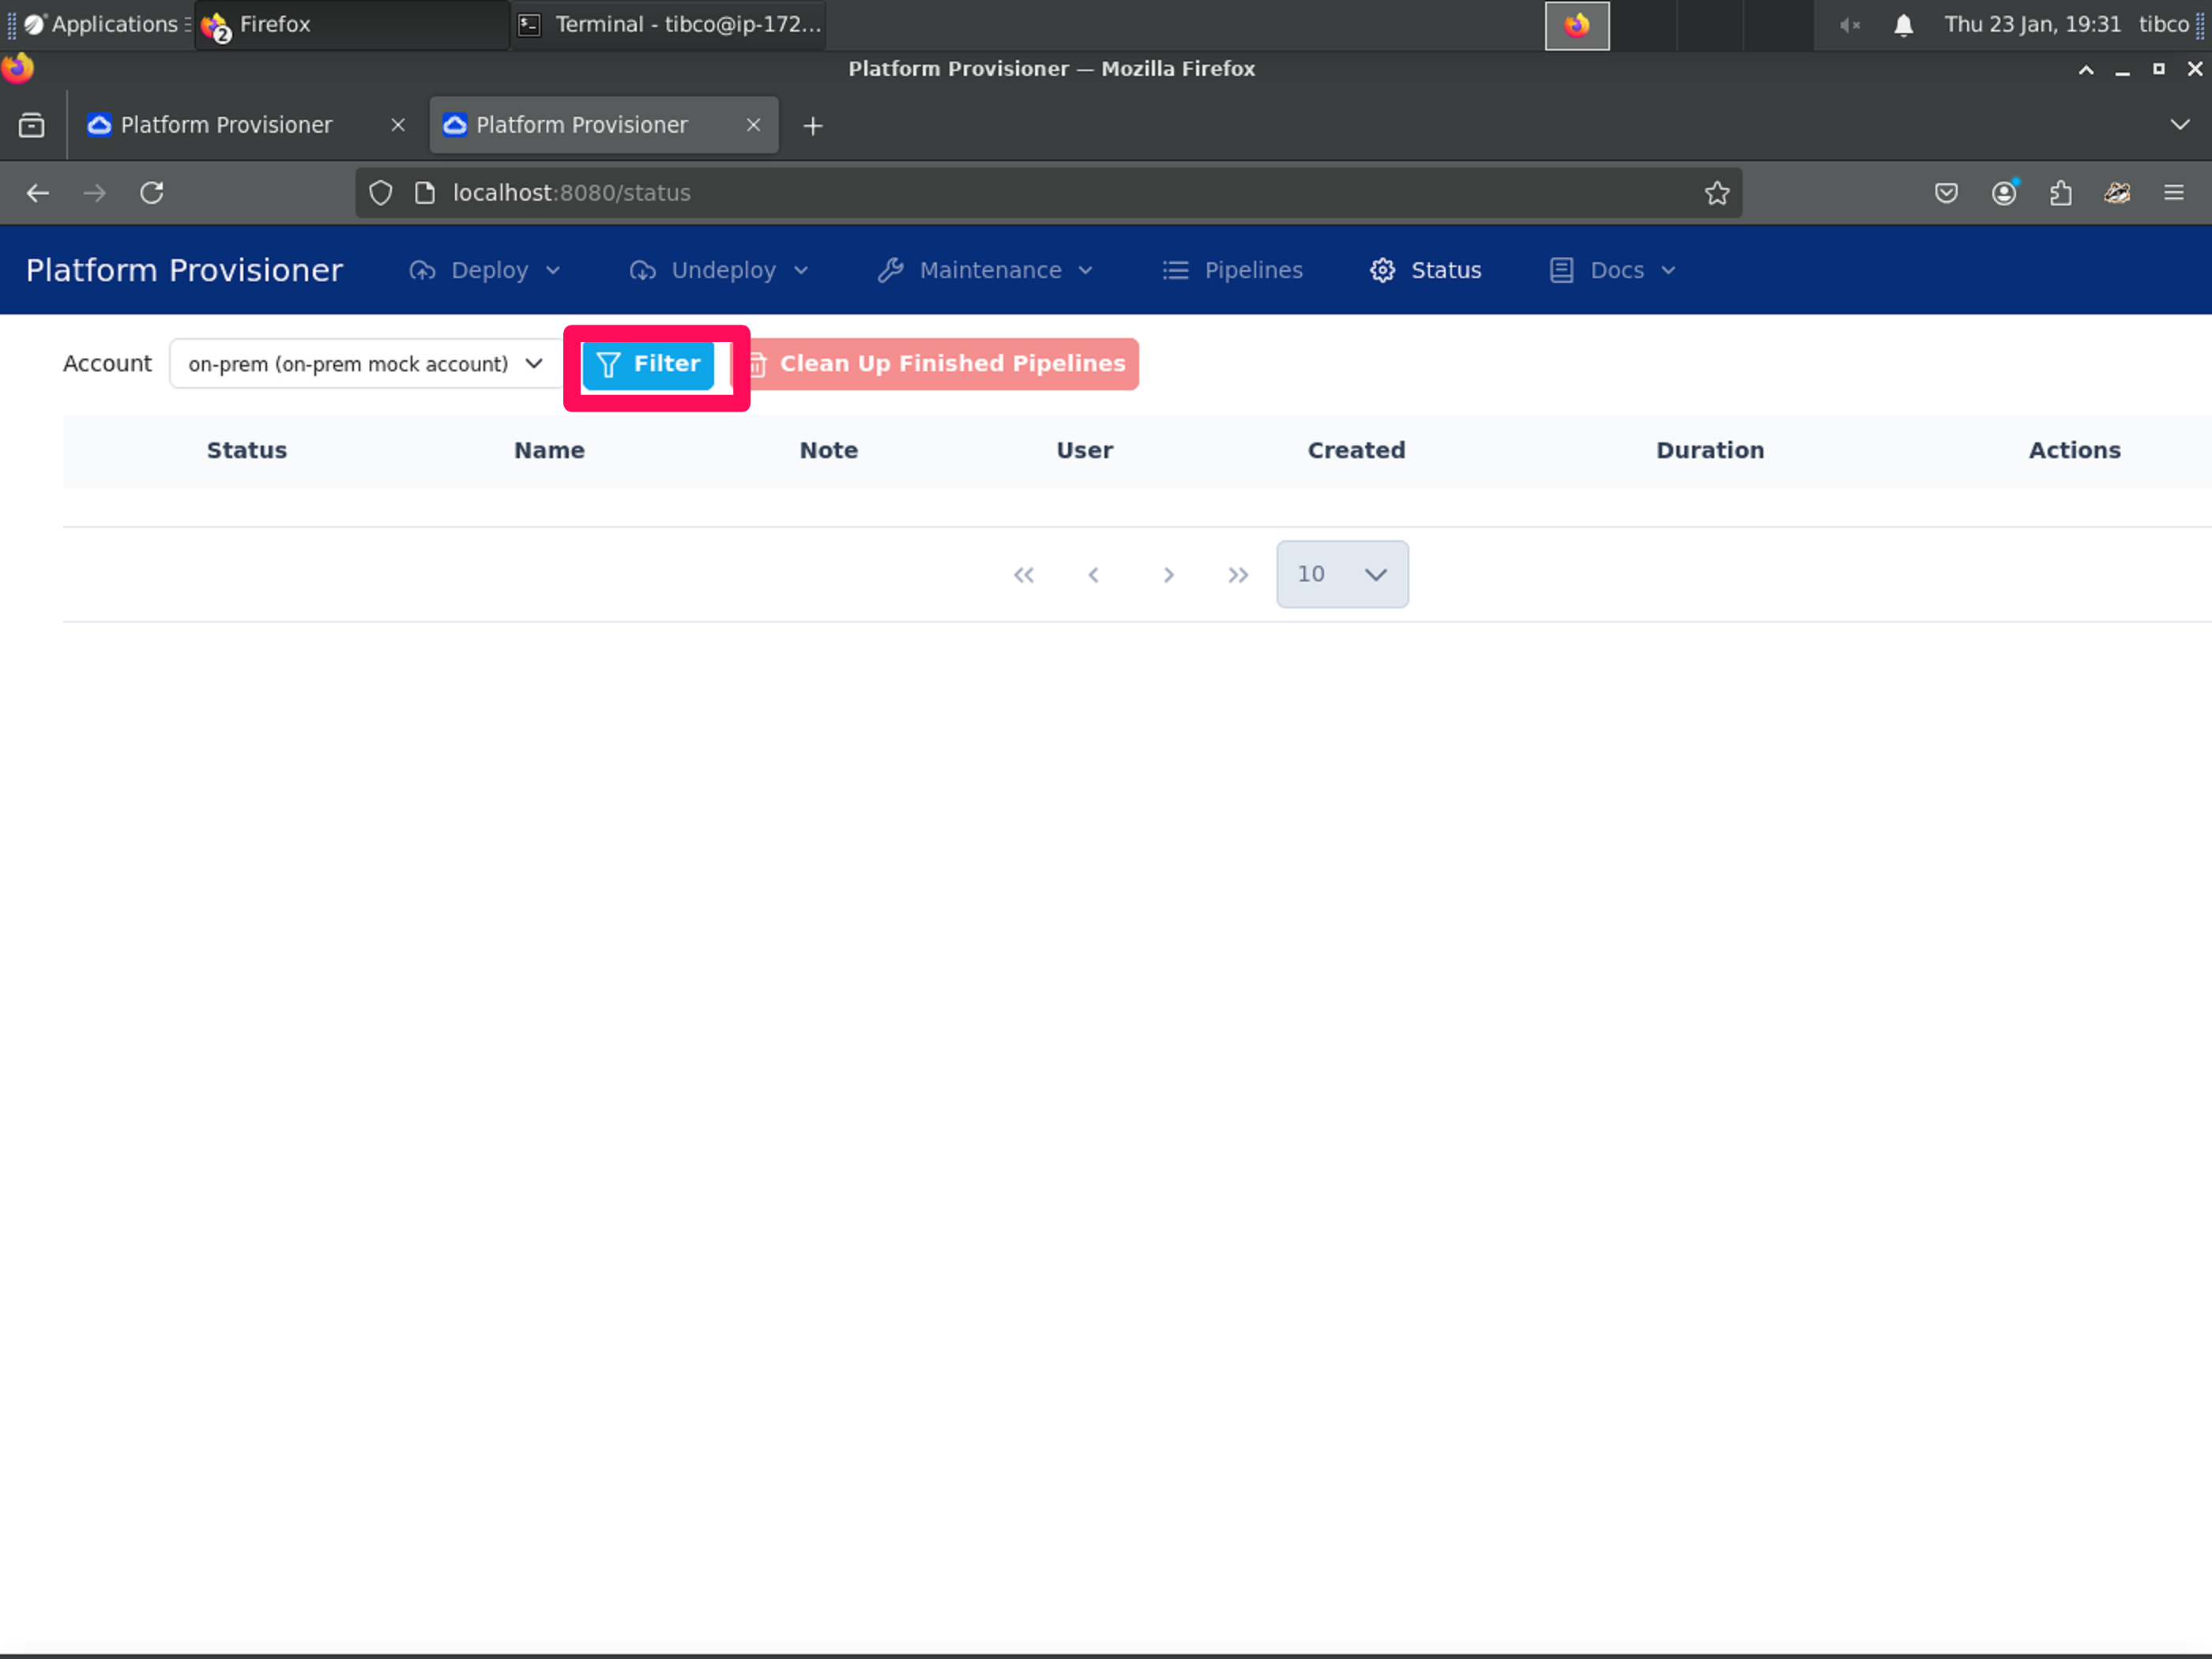 Applications
2
Firefox
Terminal - tibco@ip-172...
Thu 23 Jan, 19:31
tibco
Platform Provisioner — Mozilla Firefox
Platform Provisioner
Platform Provisioner
localhost:8080/status
Platform Provisioner
Deploy
Undeploy
Maintenance
Pipelines
Status
Docs
Account
on-prem (on-prem mock account)
Filter
Clean Up Finished Pipelines
Status
Name
Note
User
Created
Duration
Actions
10